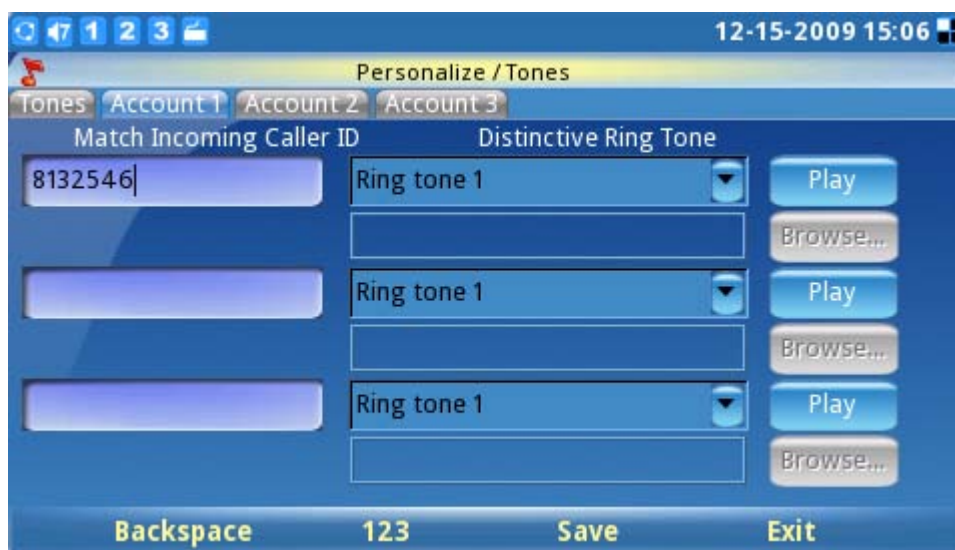 7 1 2 3 12-15-2009 15:06
Personalize / Tones
Tones Account 1 Account 2 Account 3
Match Incoming Caller ID Distinctive Ring Tone
8132546 Ring tone 1 Play
Browse...
Ring tone 1 Play
Browse...
Ring tone 1 Play
Browse...
Backspace 123 Save Exit